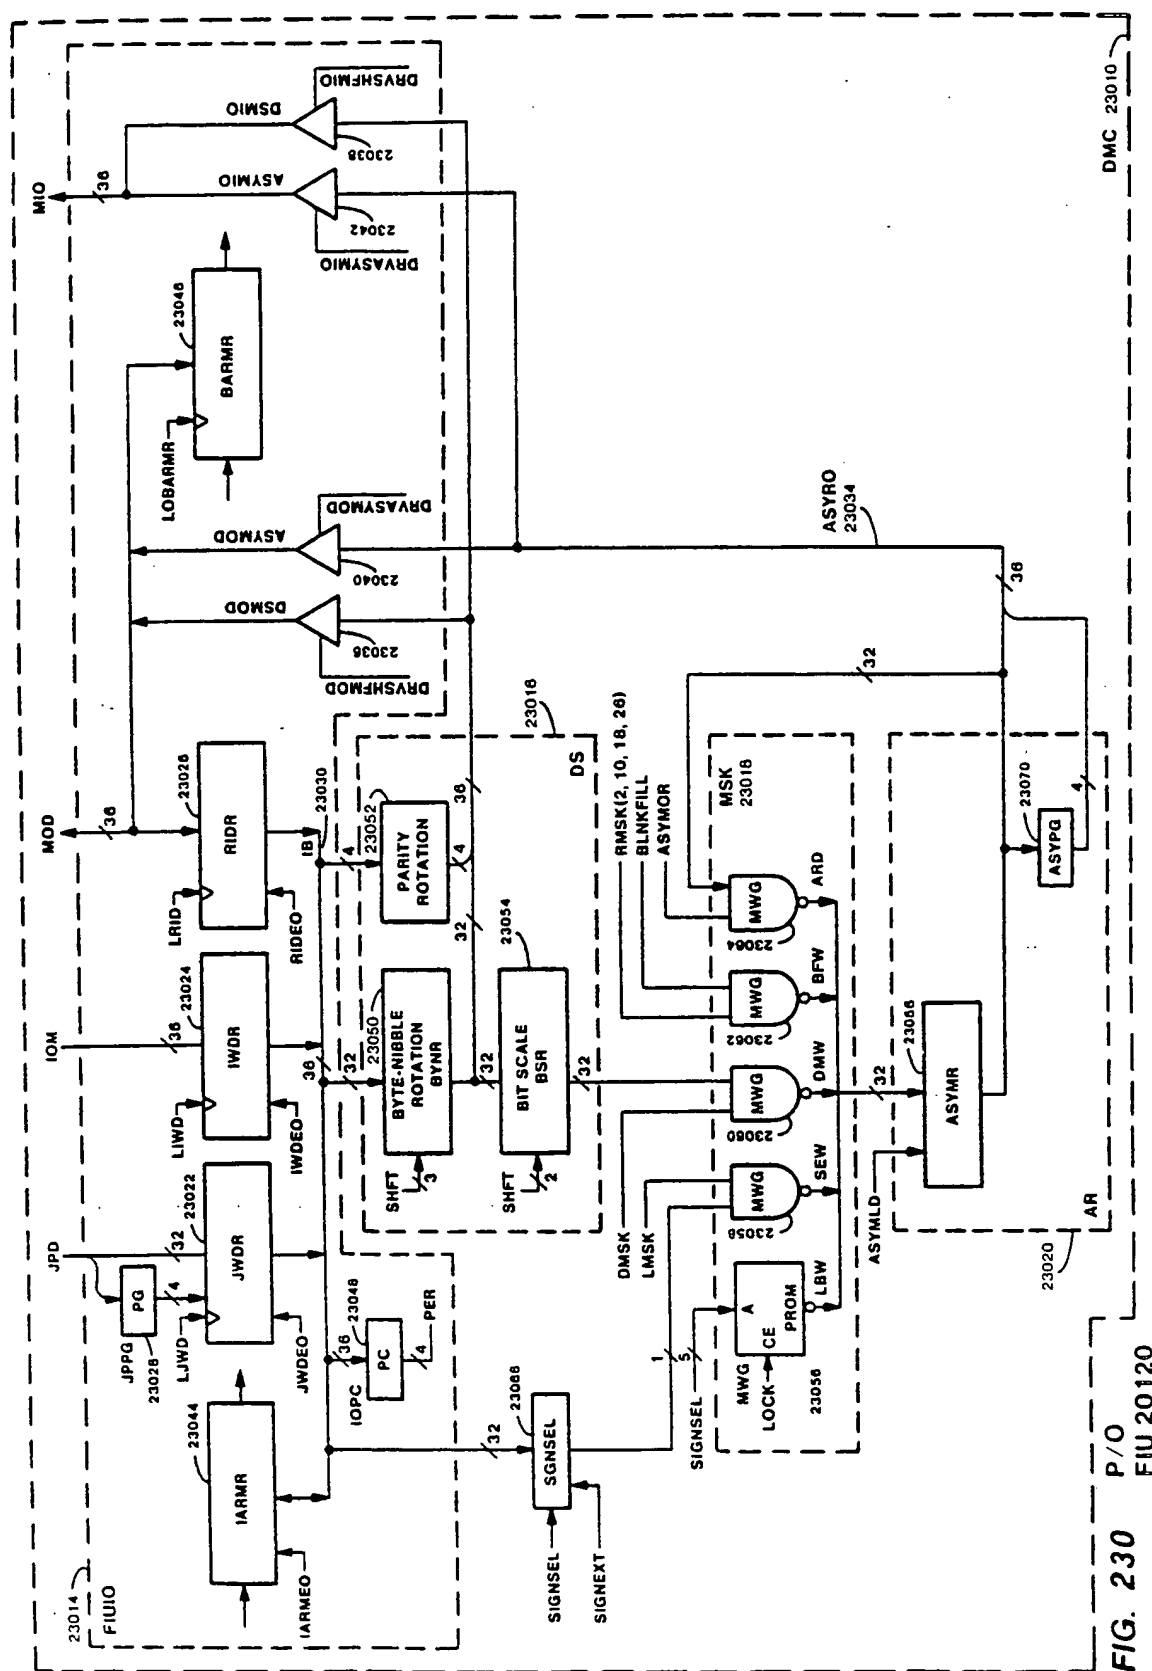 DMC 23010
MIO
36
DSMIO
DRVSHFMIO
23038
ASYMIO
23042
DRVASYMIO
23046
BARMR
LOBARMR
ASYMOD
DRVASYMOD
23040
DSMOD
23036
DRVSHFMOD
ASYRO
23034
36
MOD
36
23026
RIDR
LRID
RIDEO
IB
23030
IOM
36
23024
IWDR
LIWD
IWDEO
36
JPD
32
23022
JWDR
PG
4
JPPG
23028
LJWD
JWDEO
23044
IARMR
IARMEO
23014
FIUIO
36
23048
PC
IOPC
4
PER
23016
DS
4
23052
PARITY
ROTATION
4
36
32
32
23050
BYTE-NIBBLE
ROTATION
BYNR
SHFT
3
32
23054
BIT SCALE
BSR
SHFT
2
32
32
23068
SGNSEL
SIGNSEL
SIGNEXT
MSK
23018
RMSK(2, 10, 18, 26)
BLNKFILL
ASYMOR
DMSK
LMSK
1
5
SIGNSEL
32
MWG
23064
ARD
MWG
23062
BFW
MWG
23060
DMW
MWG
23058
SEW
A
CE
PROM
LBW
MWG
LOCK
23056
32
ASYMLD
23066
ASYMR
23070
ASYPG
4
AR
23020
FIG. 230
P/O
FIU 20120